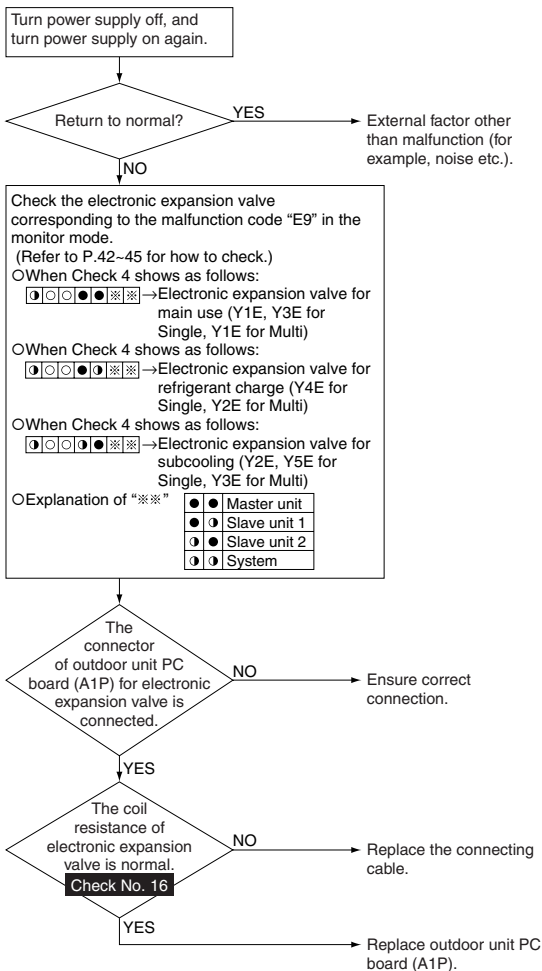 Turn power supply off, and
turn power supply on again.
Return to normal?
YES
External factor other
than malfunction (for
example, noise etc.).
NO
Check the electronic expansion valve
corresponding to the malfunction code “E9” in the
monitor mode.
(Refer to P.42~45 for how to check.)
○When Check 4 shows as follows:
◑○○●●※※→Electronic expansion valve for
main use (Y1E, Y3E for
Single, Y1E for Multi)
○When Check 4 shows as follows:
◑○○●◑※※→Electronic expansion valve for
refrigerant charge (Y4E for
Single, Y2E for Multi)
○When Check 4 shows as follows:
◑○○◑●※※→Electronic expansion valve for
subcooling (Y2E, Y5E for
Single, Y3E for Multi)
○Explanation of “※※”
●● Master unit
●◑ Slave unit 1
◑● Slave unit 2
◑◑ System
The
connector
of outdoor unit PC
board (A1P) for electronic
expansion valve is
connected.
NO
Ensure correct
connection.
YES
The coil
resistance of
electronic expansion
valve is normal.
Check No. 16
NO
Replace the connecting
cable.
YES
Replace outdoor unit PC
board (A1P).